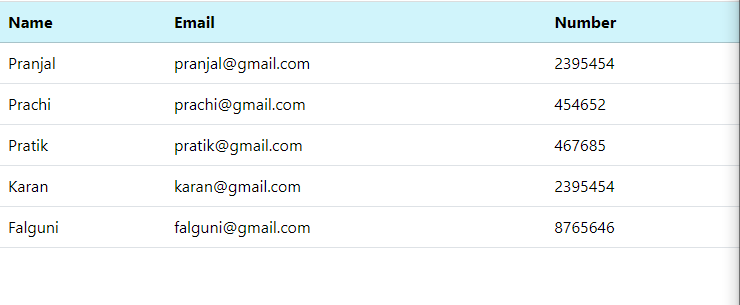 Name Email Number
Pranjal pranjal@gmail.com 2395454
Prachi prachi@gmail.com 454652
Pratik pratik@gmail.com 467685
Karan karan@gmail.com 2395454
Falguni falguni@gmail.com 8765646